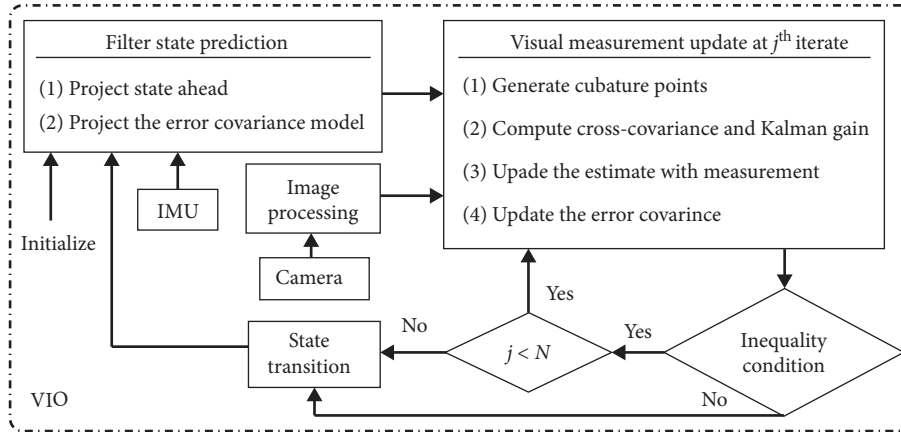 Filter state prediction
(1) Project state ahead
(2) Project the error covariance model
Visual measurement update at jth iterate
(1) Generate cubature points
(2) Compute cross-covariance and Kalman gain
(3) Upade the estimate with measurement
(4) Update the error covarince
Initialize
IMU
Image
processing
Camera
Yes
No
State
transition
j < N
Yes
Inequality
condition
No
VIO